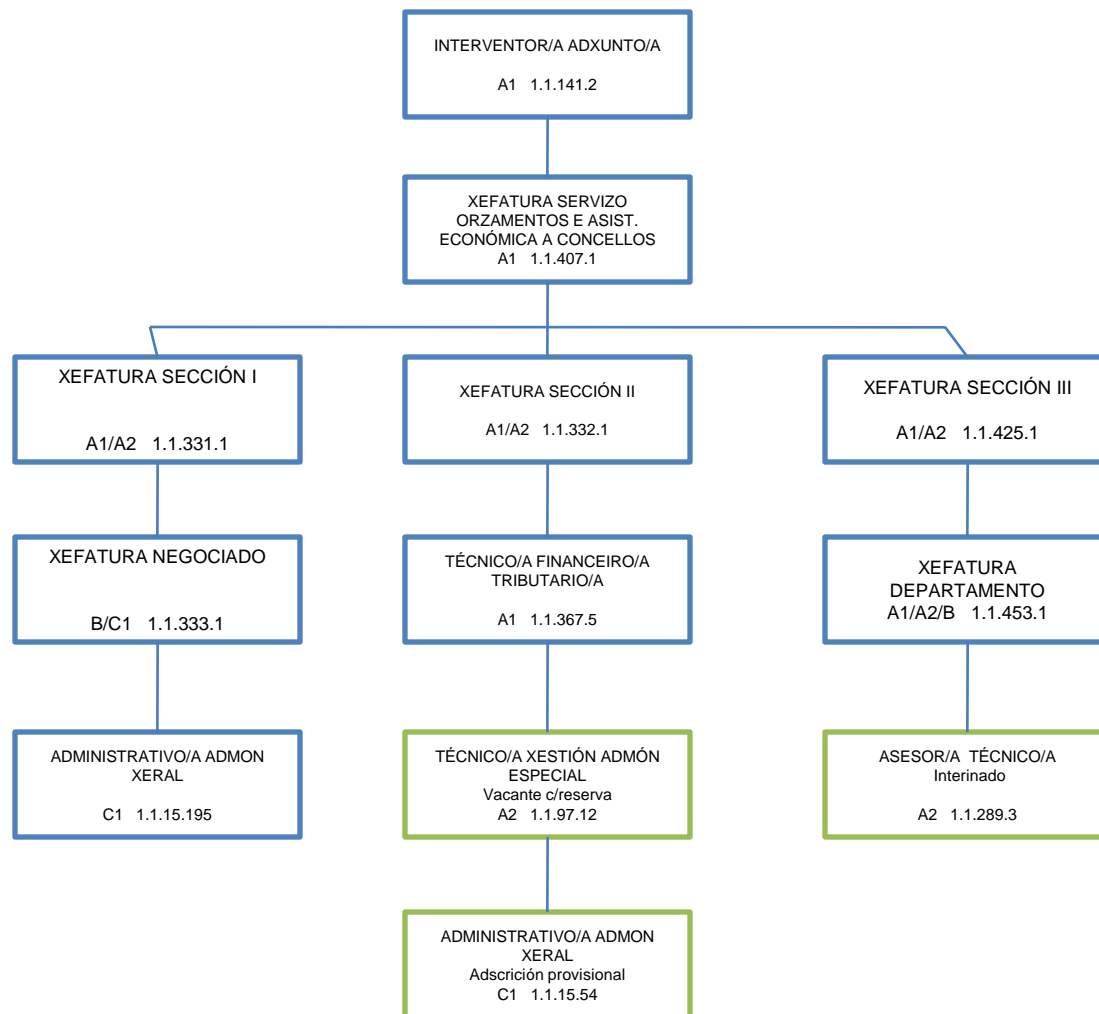 INTERVENTOR/A ADXUNTO/A
A1 1.1.141.2
XEFATURA SERVIZO
ORZAMENTOS E ASIST.
ECONÓMICA A CONCELLOS
A1 1.1.407.1
XEFATURA SECCIÓN I
A1/A2 1.1.331.1
XEFATURA SECCIÓN II
A1/A2 1.1.332.1
XEFATURA SECCIÓN III
A1/A2 1.1.425.1
XEFATURA NEGOCIADO
B/C1 1.1.333.1
TÉCNICO/A FINANCEIRO/A
TRIBUTARIO/A
A1 1.1.367.5
XEFATURA
DEPARTAMENTO
A1/A2/B 1.1.453.1
ADMINISTRATIVO/A ADMON
XERAL
C1 1.1.15.195
TÉCNICO/A XESTIÓN ADMÓN
ESPECIAL
Vacante c/reserva
A2 1.1.97.12
ASESOR/A TÉCNICO/A
Interinado
A2 1.1.289.3
ADMINISTRATIVO/A ADMON
XERAL
Adscrición provisional
C1 1.1.15.54